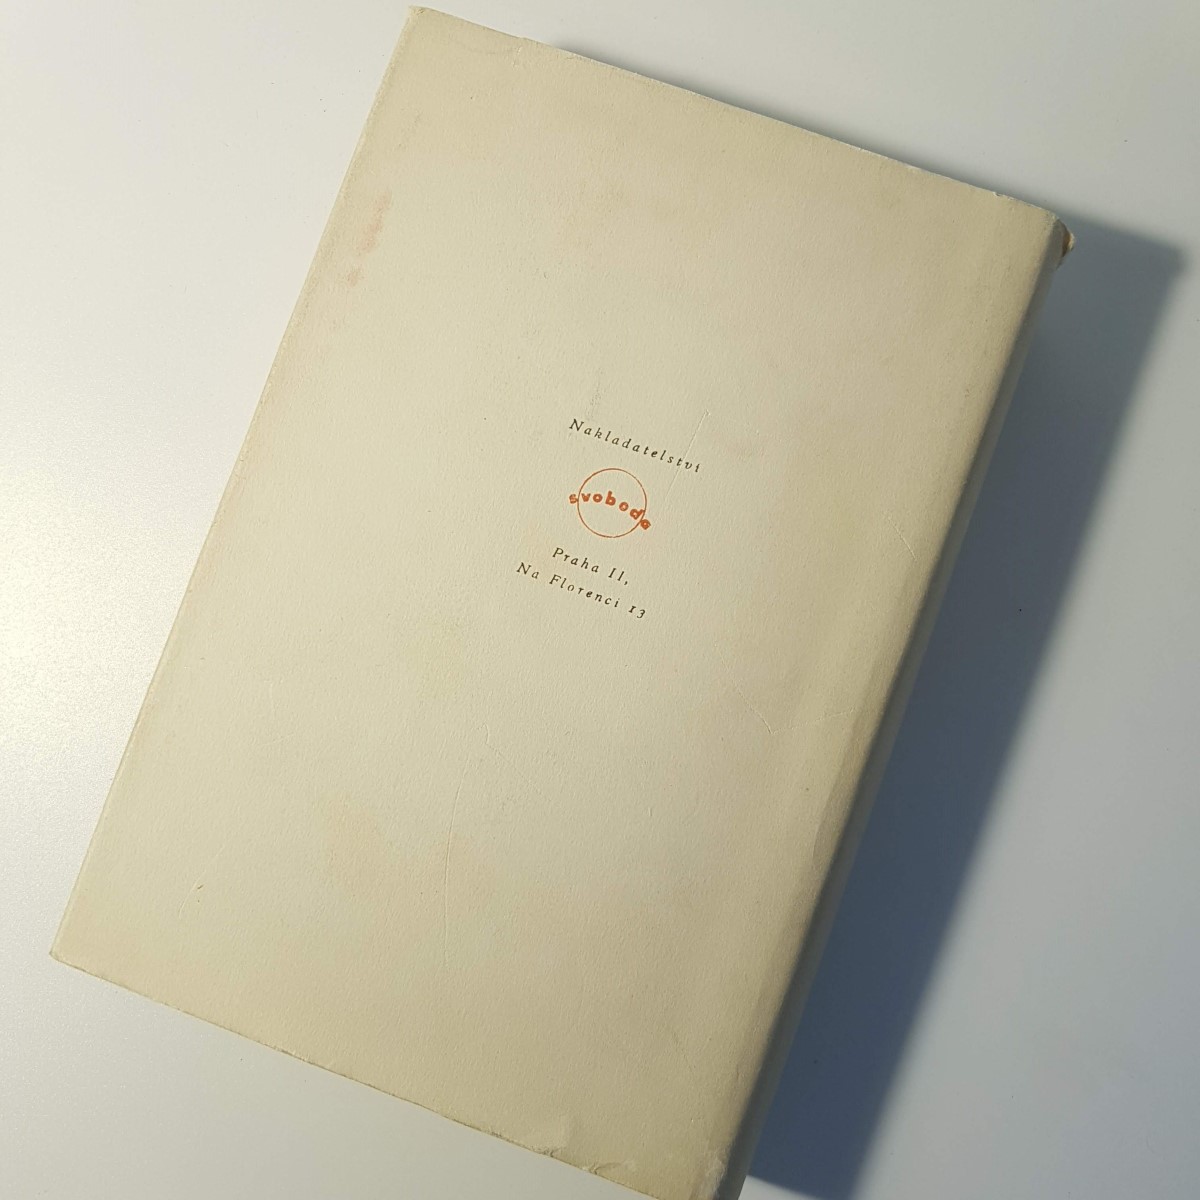 Nakladatelství
svoboda
Praha II,
Na Florenci 13